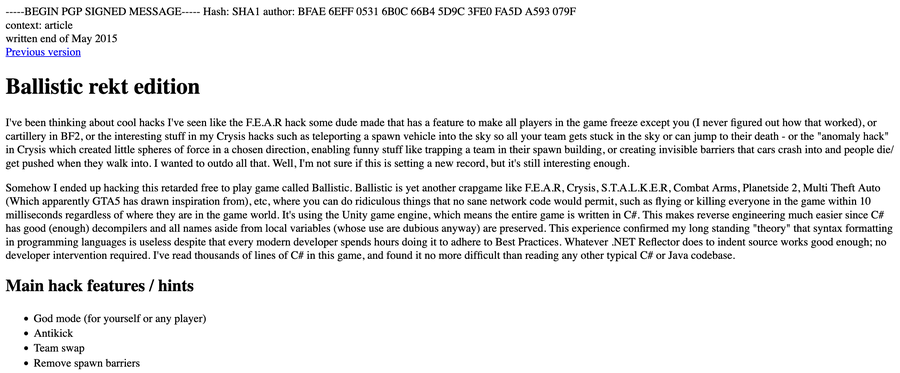 -----BEGIN PGP SIGNED MESSAGE----- Hash: SHA1 author: BFAE 6EFF 0531 6B0C 66B4 5D9C 3FE0 FA5D A593 079F
context: article
written end of May 2015
Previous version
Ballistic rekt edition
I've been thinking about cool hacks I've seen like the F.E.A.R hack some dude made that has a feature to make all players in the game freeze except you (I never figured out how that worked), or
cartillery in BF2, or the interesting stuff in my Crysis hacks such as teleporting a spawn vehicle into the sky so all your team gets stuck in the sky or can jump to their death - or the "anomaly hack"
in Crysis which created little spheres of force in a chosen direction, enabling funny stuff like trapping a team in their spawn building, or creating invisible barriers that cars crash into and people die/
get pushed when they walk into. I wanted to outdo all that. Well, I'm not sure if this is setting a new record, but it's still interesting enough.
Somehow I ended up hacking this retarded free to play game called Ballistic. Ballistic is yet another crapgame like F.E.A.R, Crysis, S.T.A.L.K.E.R, Combat Arms, Planetside 2, Multi Theft Auto
(Which apparently GTA5 has drawn inspiration from), etc, where you can do ridiculous things that no sane network code would permit, such as flying or killing everyone in the game within 10
milliseconds regardless of where they are in the game world. It's using the Unity game engine, which means the entire game is written in C#. This makes reverse engineering much easier since C#
has good (enough) decompilers and all names aside from local variables (whose use are dubious anyway) are preserved. This experience confirmed my long standing "theory" that syntax formatting
in programming languages is useless despite that every modern developer spends hours doing it to adhere to Best Practices. Whatever .NET Reflector does to indent source works good enough; no
developer intervention required. I've read thousands of lines of C# in this game, and found it no more difficult than reading any other typical C# or Java codebase.
Main hack features / hints
• God mode (for yourself or any player)
• Antikick
• Team swap
• Remove spawn barriers